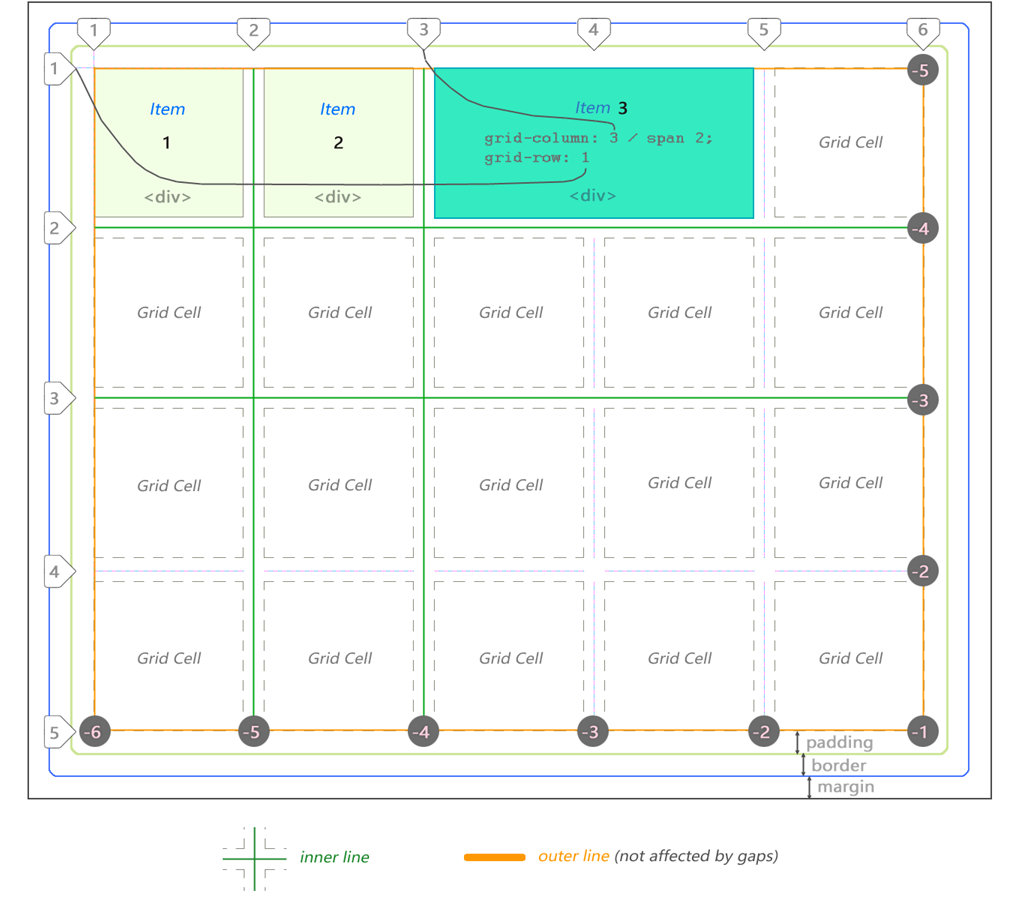 1 2 3 4 5 6
1 -5
Item Item Item 3
1 2 grid-column: 3 / span 2; Grid Cell
grid-row: 1
<div> <div> <div>
2 -4
Grid Cell Grid Cell Grid Cell Grid Cell Grid Cell
3 -3
Grid Cell Grid Cell Grid Cell Grid Cell Grid Cell
4 -2
Grid Cell Grid Cell Grid Cell Grid Cell Grid Cell
5 -6 -5 -4 -3 -2 -1
padding
border
margin
inner line outer line (not affected by gaps)